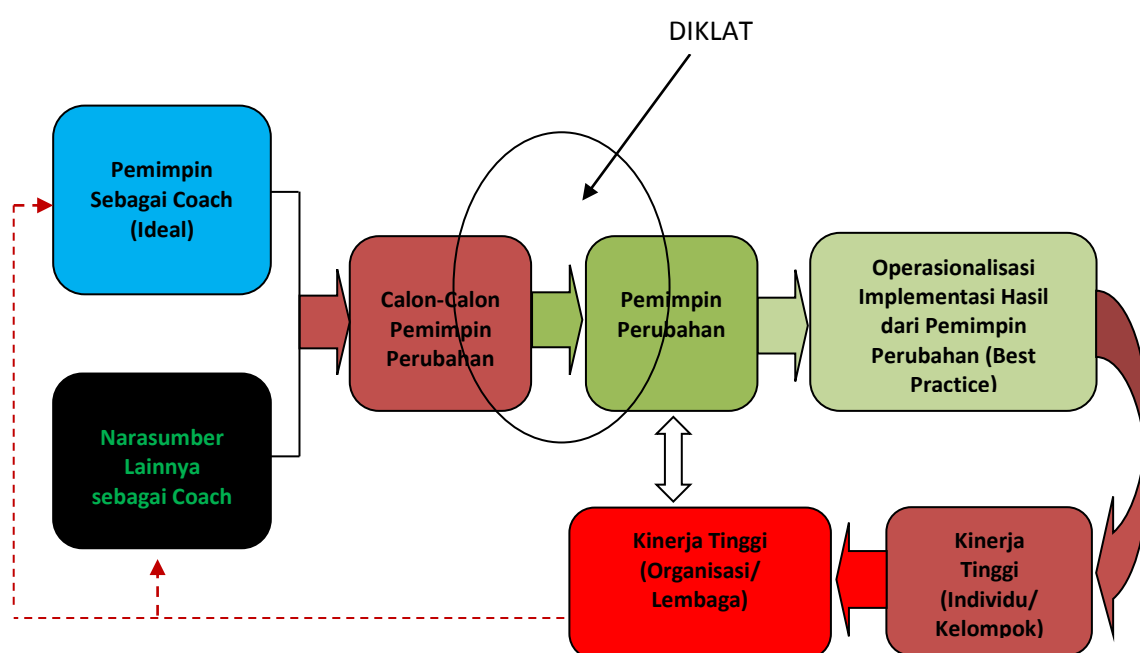 DIKLAT
Pemimpin
Sebagai Coach
(Ideal)
Calon-Calon
Pemimpin
Perubahan
Pemimpin
Perubahan
Operasionalisasi
Implementasi Hasil
dari Pemimpin
Perubahan (Best
Practice)
Narasumber
Lainnya
sebagai Coach
Kinerja Tinggi
(Organisasi/
Lembaga)
Kinerja
Tinggi
(Individu/
Kelompok)